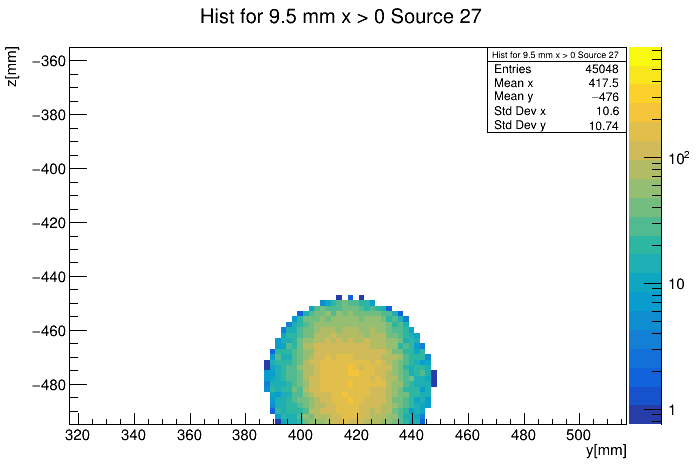 Hist for 9.5 mm x > 0 Source 27
z[mm]
Hist for 9.5 mm x > 0 Source 27
Entries 45048
Mean x 417.5
Mean y −476
Std Dev x 10.6
Std Dev y 10.74
−360
−380
−400
−420
−440
−460
−480
10²
10
1
320 340 360 380 400 420 440 460 480 500
y[mm]